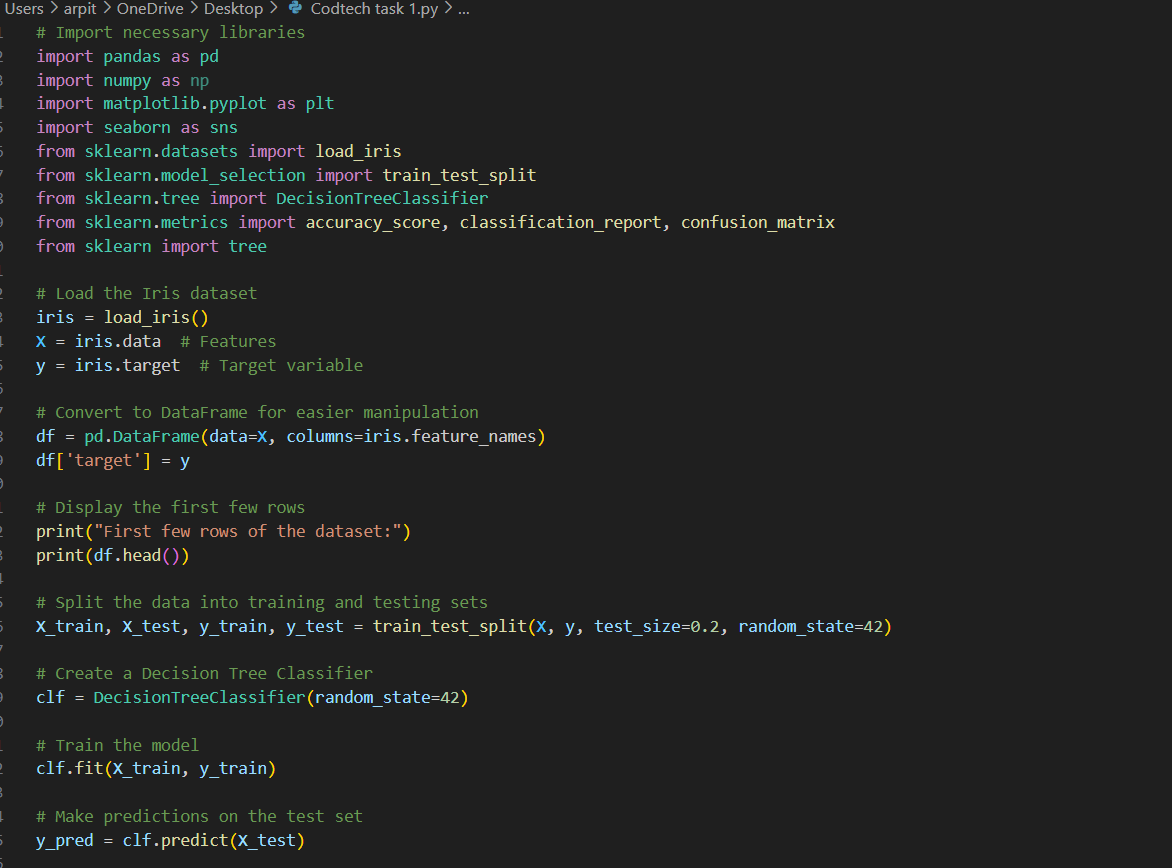 Users > arpit > OneDrive > Desktop > Codtech task 1.py > ...
# Import necessary libraries
import pandas as pd
import numpy as np
import matplotlib.pyplot as plt
import seaborn as sns
from sklearn.datasets import load_iris
from sklearn.model_selection import train_test_split
from sklearn.tree import DecisionTreeClassifier
from sklearn.metrics import accuracy_score, classification_report, confusion_matrix
from sklearn import tree

# Load the Iris dataset
iris = load_iris()
X = iris.data  # Features
y = iris.target  # Target variable

# Convert to DataFrame for easier manipulation
df = pd.DataFrame(data=X, columns=iris.feature_names)
df['target'] = y

# Display the first few rows
print("First few rows of the dataset:")
print(df.head())

# Split the data into training and testing sets
X_train, X_test, y_train, y_test = train_test_split(X, y, test_size=0.2, random_state=42)

# Create a Decision Tree Classifier
clf = DecisionTreeClassifier(random_state=42)

# Train the model
clf.fit(X_train, y_train)

# Make predictions on the test set
y_pred = clf.predict(X_test)